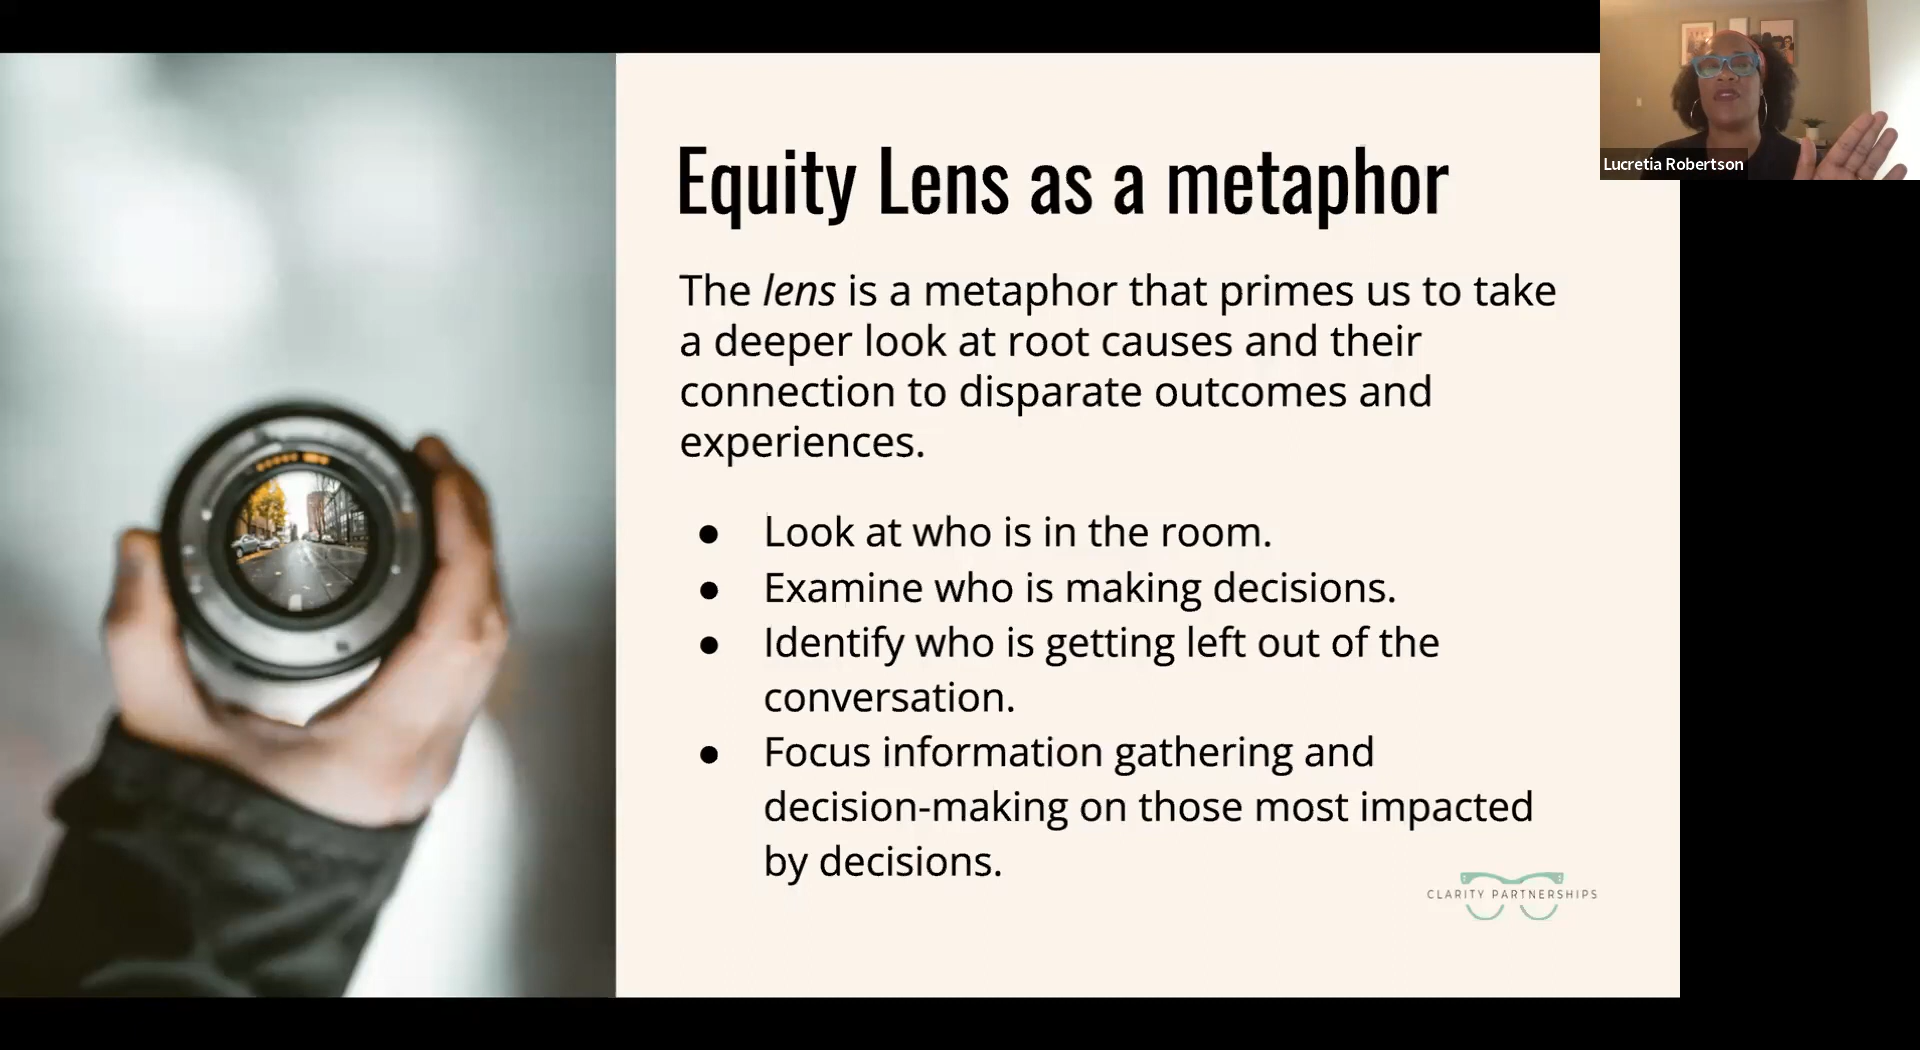 Equity Lens as a metaphor
The lens is a metaphor that primes us to take
a deeper look at root causes and their
connection to disparate outcomes and
experiences.
● Look at who is in the room.
● Examine who is making decisions.
● Identify who is getting left out of the
conversation.
● Focus information gathering and
decision-making on those most impacted
by decisions.
CLARITY PARTNERSHIPS
Lucretia Robertson